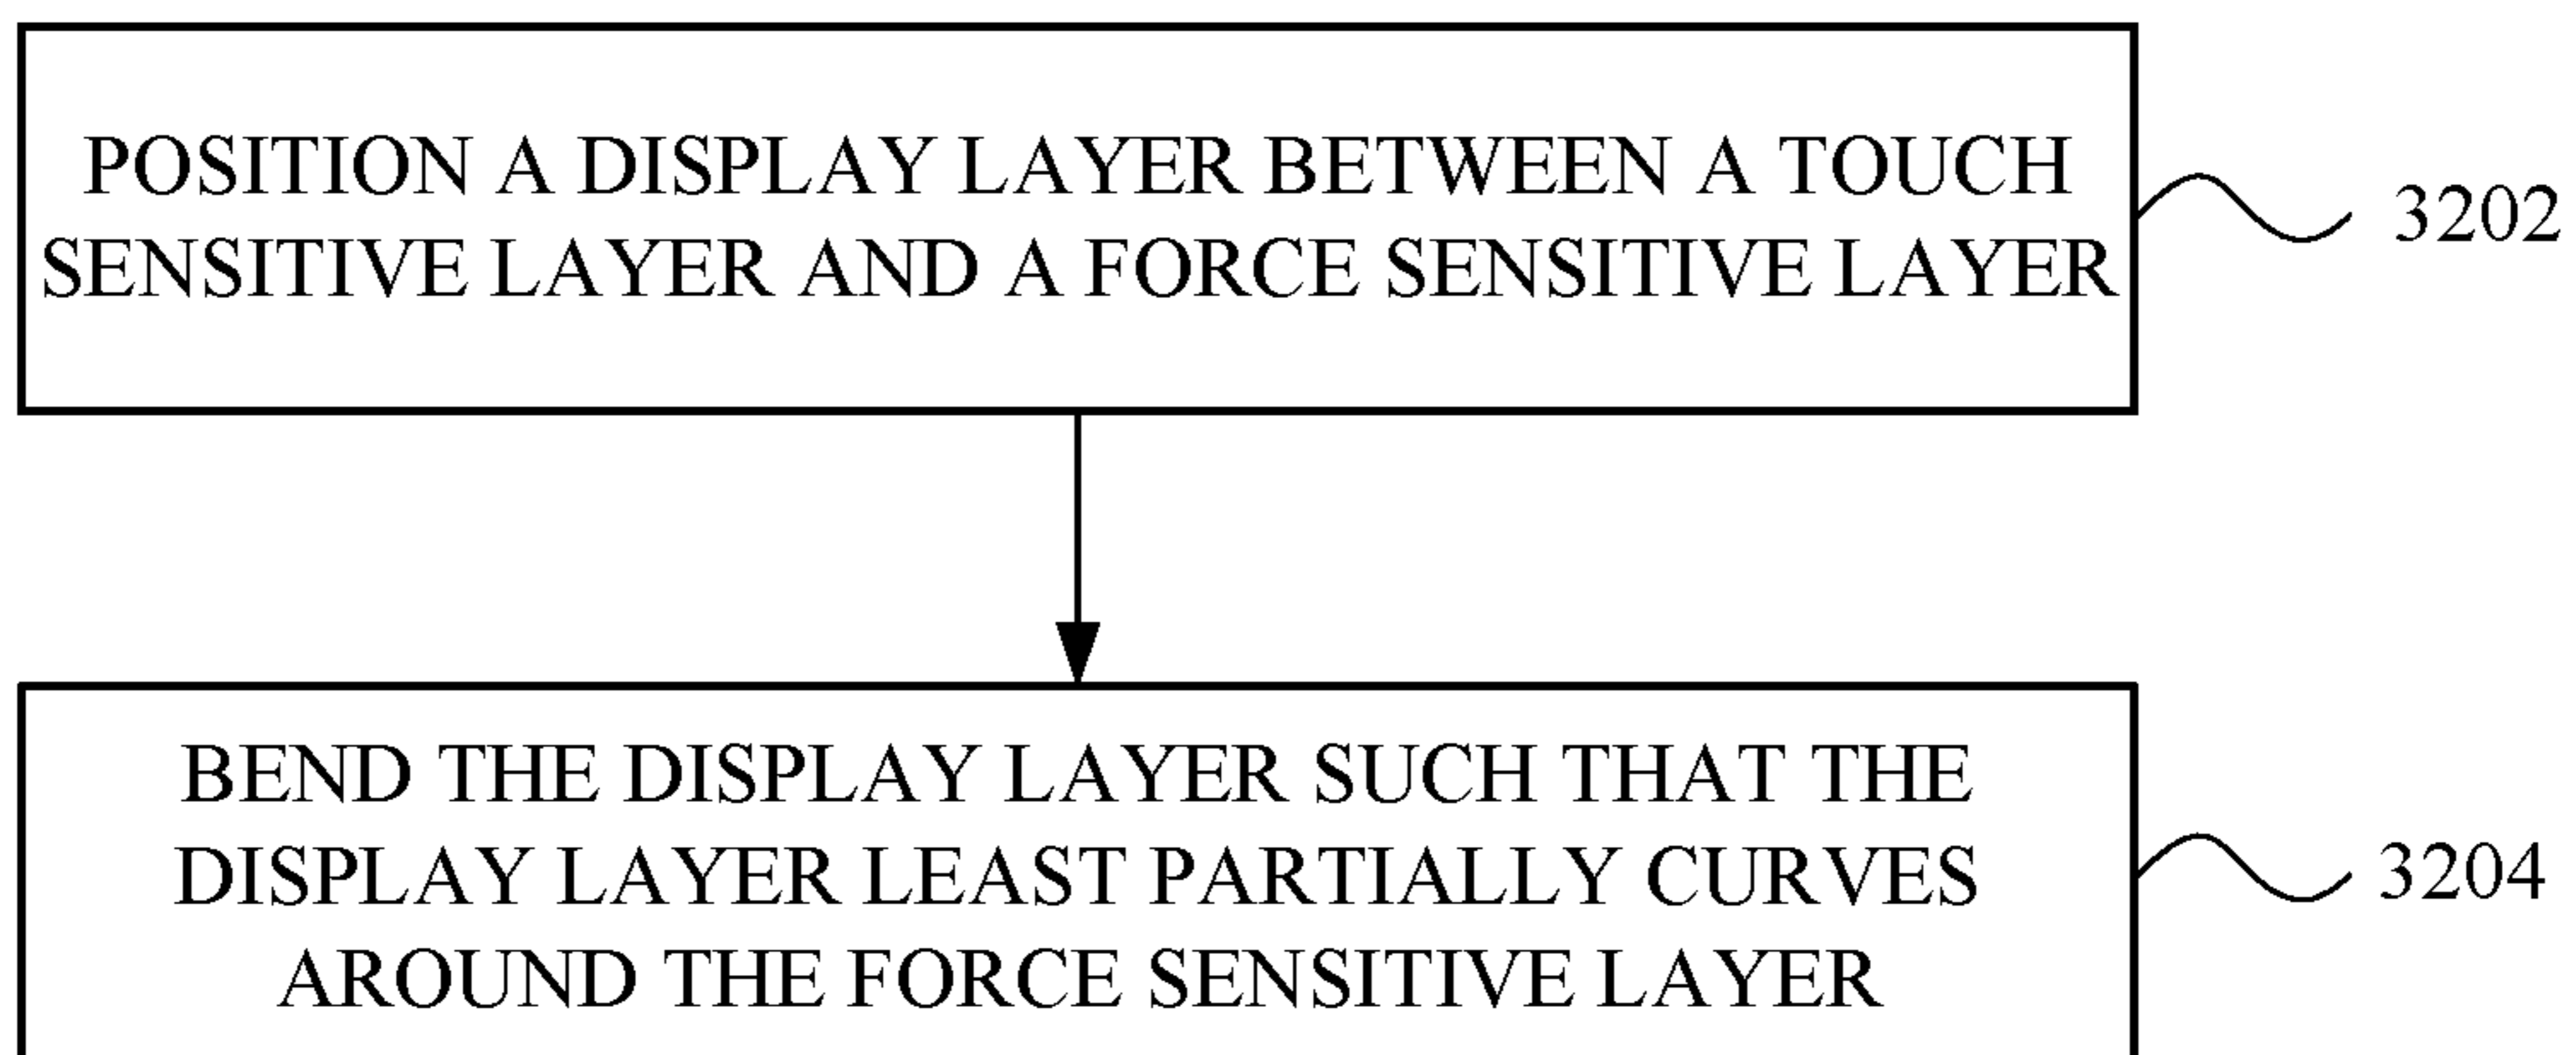 POSITION A DISPLAY LAYER BETWEEN A TOUCH
SENSITIVE LAYER AND A FORCE SENSITIVE LAYER
3202
BEND THE DISPLAY LAYER SUCH THAT THE
DISPLAY LAYER LEAST PARTIALLY CURVES
AROUND THE FORCE SENSITIVE LAYER
3204